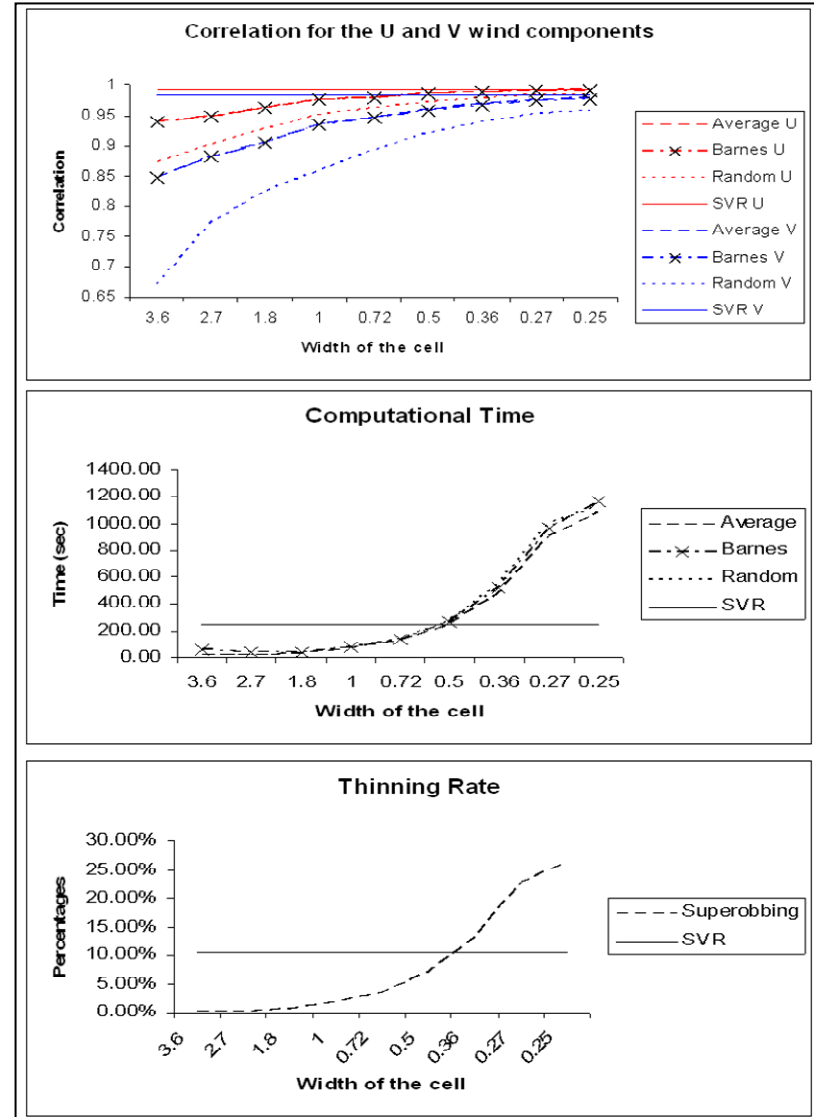 Correlation for the U and V wind components
1
0.95
0.9
0.85
0.8
0.75
0.7
0.65
Correlation
3.6 2.7 1.8 1 0.72 0.5 0.36 0.27 0.25
Width of the cell
Average U
Barnes U
Random U
SVR U
Average V
Barnes V
Random V
SVR V
Computational Time
1400.00
1200.00
1000.00
800.00
600.00
400.00
200.00
0.00
Time (sec)
3.6 2.7 1.8 1 0.72 0.5 0.36 0.27 0.25
Width of the cell
Average
Barnes
Random
SVR
Thinning Rate
30.00%
25.00%
20.00%
15.00%
10.00%
5.00%
0.00%
Percentages
3.6 2.7 1.8 1 0.72 0.5 0.36 0.27 0.25
Width of the cell
Superobbing
SVR